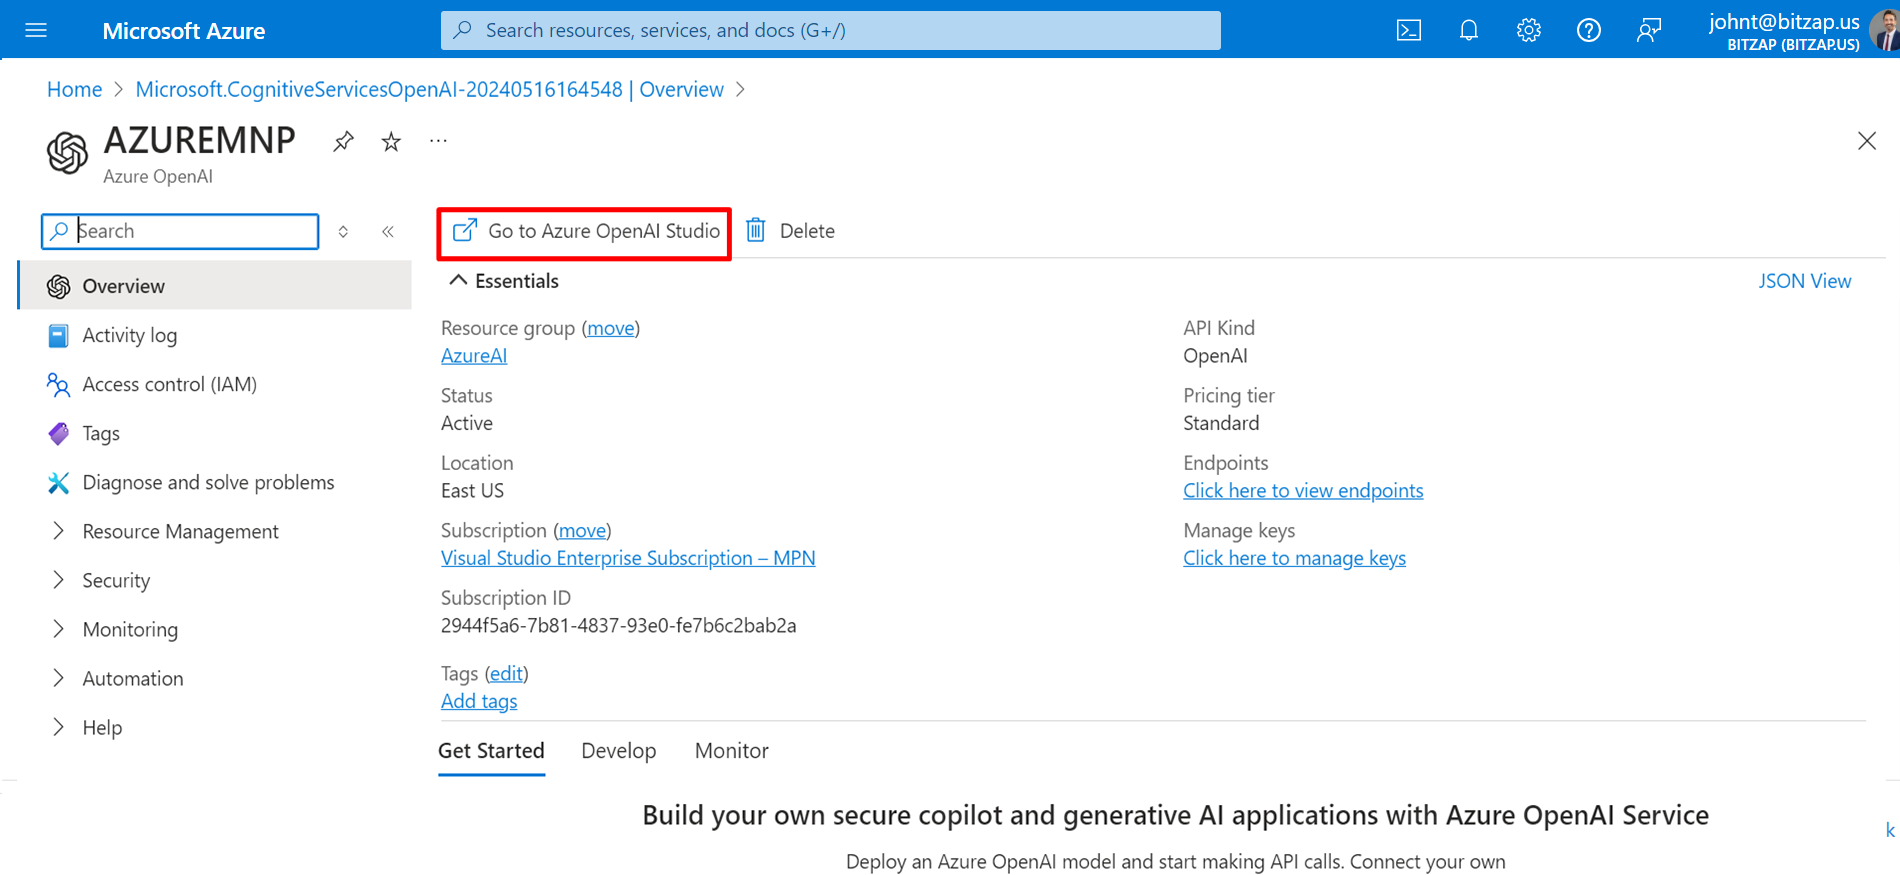 Microsoft Azure
Search resources, services, and docs (G+/)
johnt@bitzap.us
BITZAP (BITZAP.US)
Home > Microsoft.CognitiveServicesOpenAI-20240516164548 | Overview >
AZUREMNP
Azure OpenAI
Search
Go to Azure OpenAI Studio
Delete
Overview
Activity log
Access control (IAM)
Tags
Diagnose and solve problems
Resource Management
Security
Monitoring
Automation
Help
Essentials
JSON View
Resource group (move)
AzureAI
Status
Active
Location
East US
Subscription (move)
Visual Studio Enterprise Subscription – MPN
Subscription ID
2944f5a6-7b81-4837-93e0-fe7b6c2bab2a
Tags (edit)
Add tags
API Kind
OpenAI
Pricing tier
Standard
Endpoints
Click here to view endpoints
Manage keys
Click here to manage keys
Get Started
Develop
Monitor
Build your own secure copilot and generative AI applications with Azure OpenAI Service
k
Deploy an Azure OpenAI model and start making API calls. Connect your own